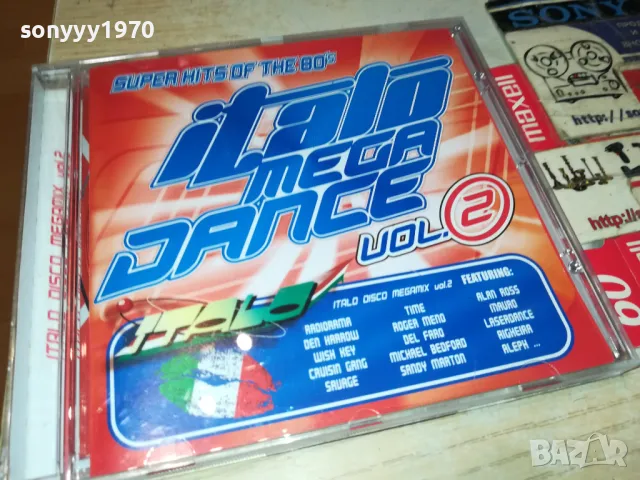 sonyyy1970
SUPER HITS OF THE 80's
italo
MEGA
DANCE
VOL. 2
ITALO
ITALO DISCO MEGAMIX vol.2 FEATURING:
RADIORAMA
DEN HARROW
WISH KEY
CRUISIN GANG
SAVAGE
TIME
ROGER MENO
DEL FARO
MICHAEL BEDFORD
SANDY MARTON
ALAN ROSS
MAURO
LASERDANCE
RIGHEIRA
ALEPH ...
ITALO DISCO MEGAMIX vol.2
SONY
maxell
http://sc
http://
BAZAR
bg